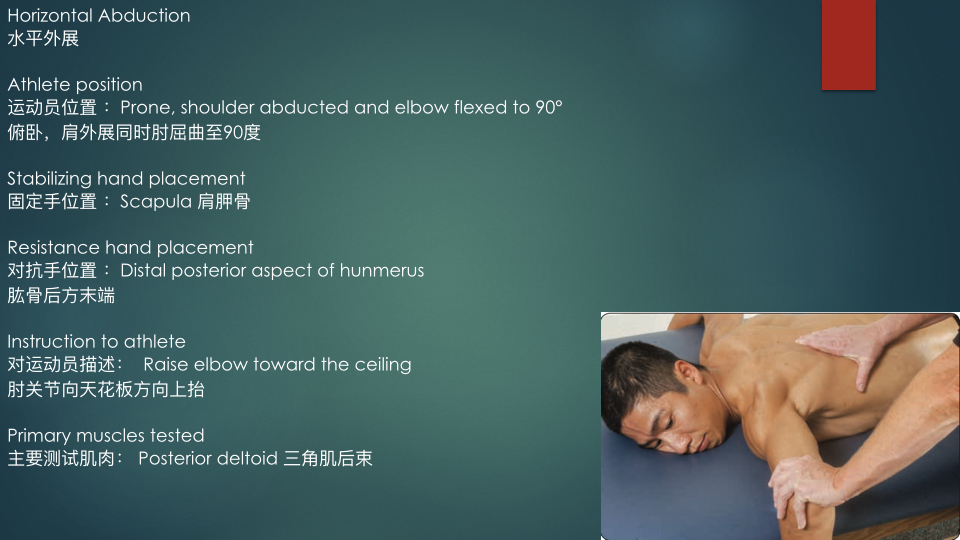 Horizontal Abduction
水平外展
Athlete position
运动员位置：Prone, shoulder abducted and elbow flexed to 90°
俯卧，肩外展同时肘屈曲至90度
Stabilizing hand placement
固定手位置：Scapula 肩胛骨
Resistance hand placement
对抗手位置：Distal posterior aspect of hunmerus
肱骨后方末端
Instruction to athlete
对运动员描述： Raise elbow toward the ceiling
肘关节向天花板方向上抬
Primary muscles tested
主要测试肌肉： Posterior deltoid 三角肌后束